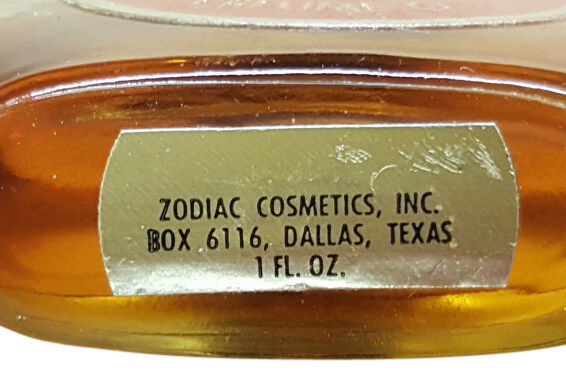 ZODIAC COSMETICS, INC.
BOX 6116, DALLAS, TEXAS
1 FL. OZ.